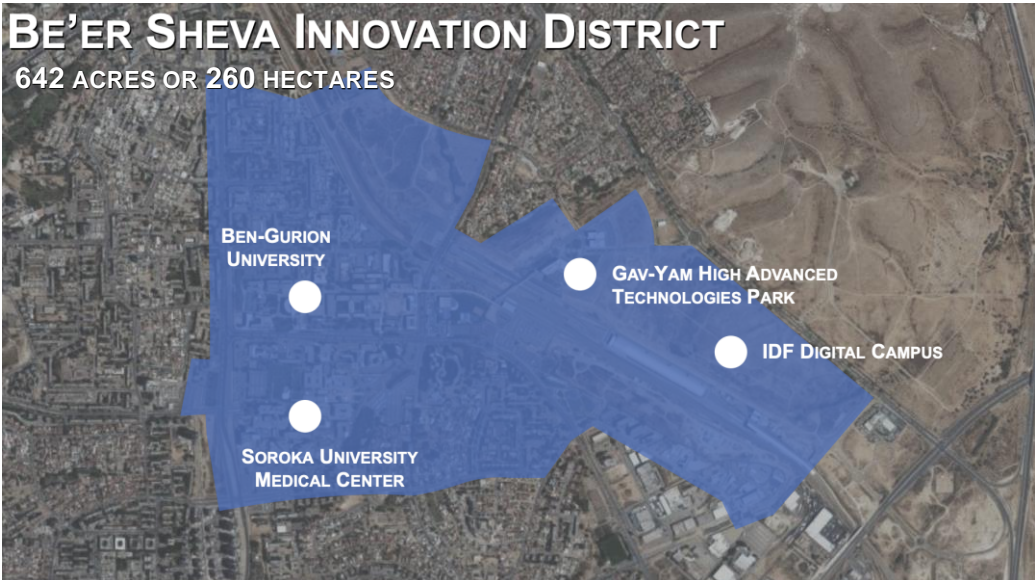 BE'ER SHEVA INNOVATION DISTRICT
642 ACRES OR 260 HECTARES
BEN-GURION
UNIVERSITY
GAV-YAM HIGH ADVANCED
TECHNOLOGIES PARK
IDF DIGITAL CAMPUS
SOROKA UNIVERSITY
MEDICAL CENTER